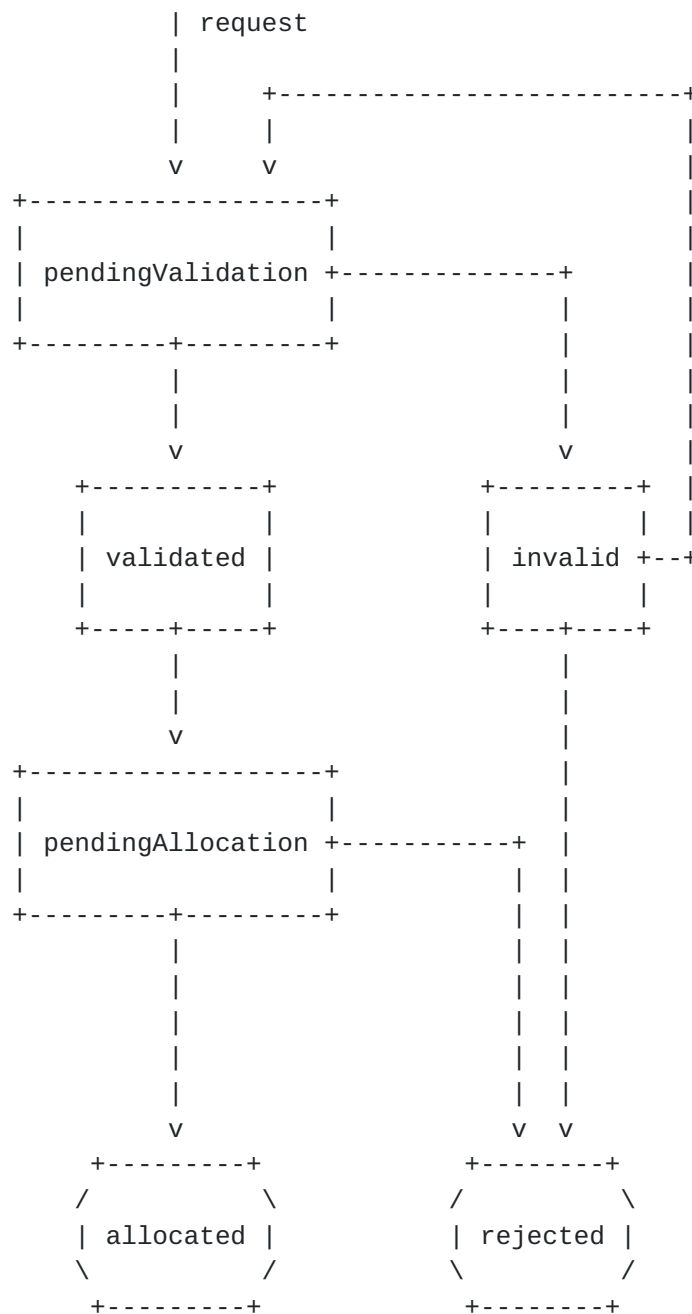 request
pendingValidation
validated
invalid
pendingAllocation
allocated
rejected